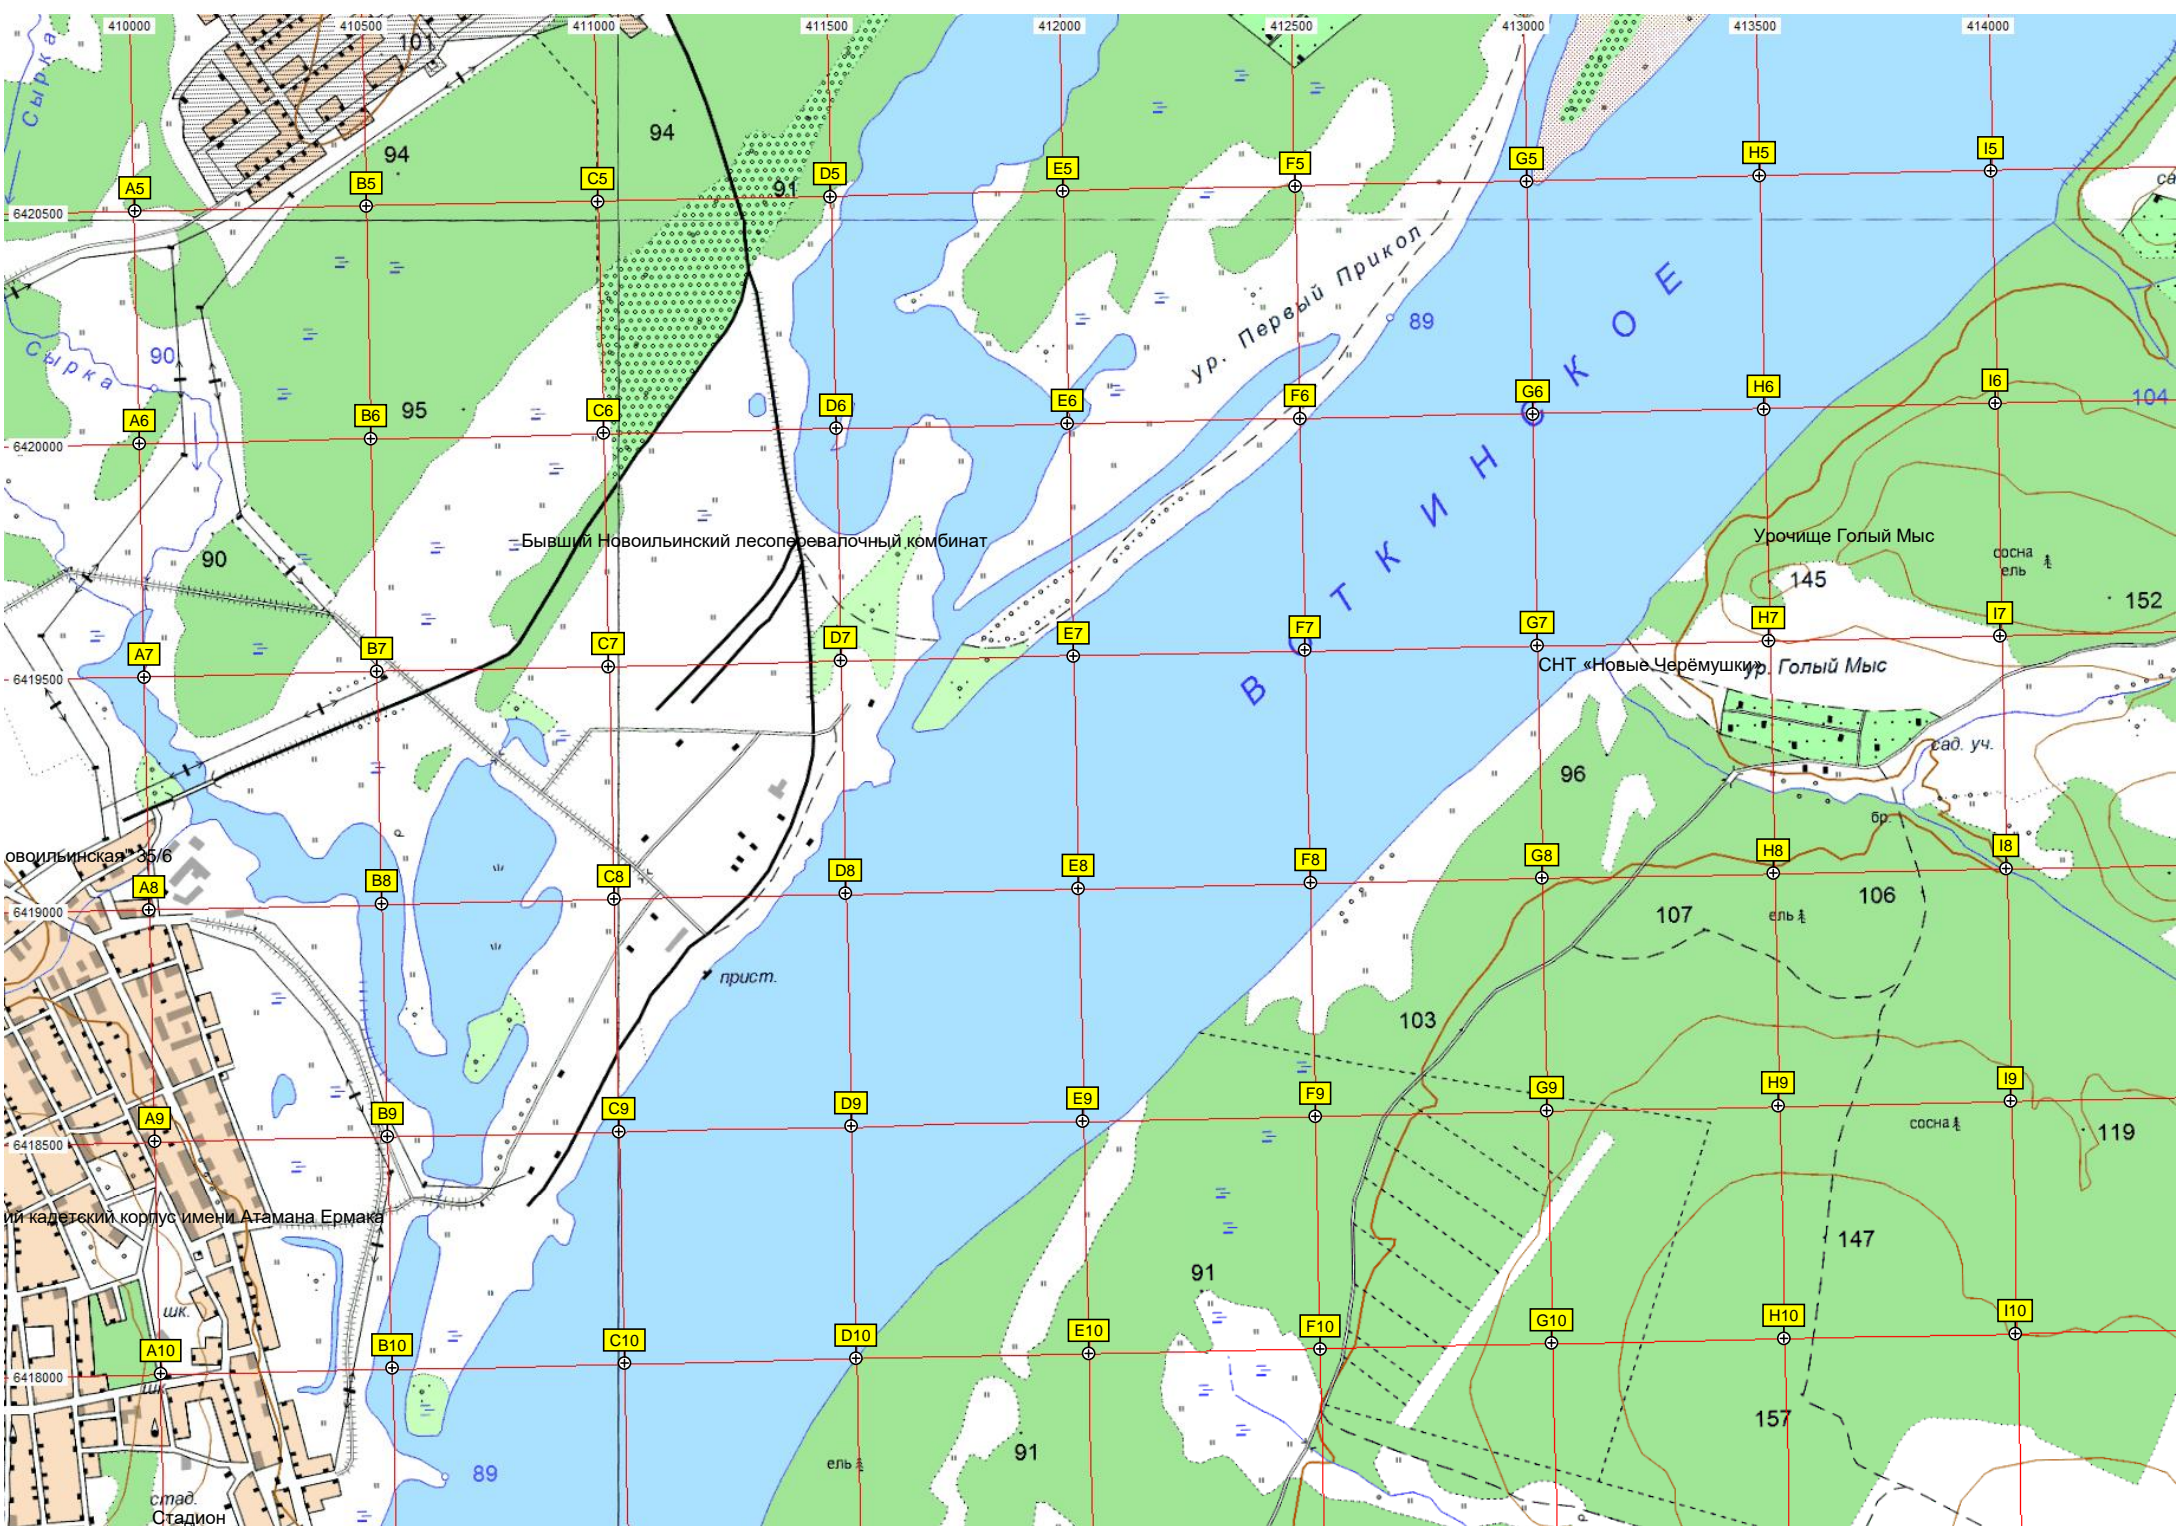 410000 410500 411000 411500 412000 412500 413000 413500 414000
Сырка
101
94
94
91
A5 B5 C5 D5 E5 F5 G5 H5 I5
са
6420500
ур. Первый Прикол
89
Сырка
90
95
104
A6 B6 C6 D6 E6 F6 G6 H6 I6
6420000
ВОТКИНСКОЕ
Бывший Новоильинский лесоперевалочный комбинат
Урочище Голый Мыс
90
сосна
ель
145
152
A7 B7 C7 D7 E7 F7 G7 H7 I7
6419500
СНТ «Новые Черёмушки»
ур. Голый Мыс
сад. уч.
96
бр.
овоильинская" 35/6
A8 B8 C8 D8 E8 F8 G8 H8 I8
6419000
107
ель
106
прист.
103
A9 B9 C9 D9 E9 F9 G9 H9 I9
6418500
сосна
119
ий кадетский корпус имени Атамана Ермака
147
91
шк.
A10 B10 C10 D10 E10 F10 G10 H10 I10
6418000
шк.
157
91
ель
89
стад.
Стадион